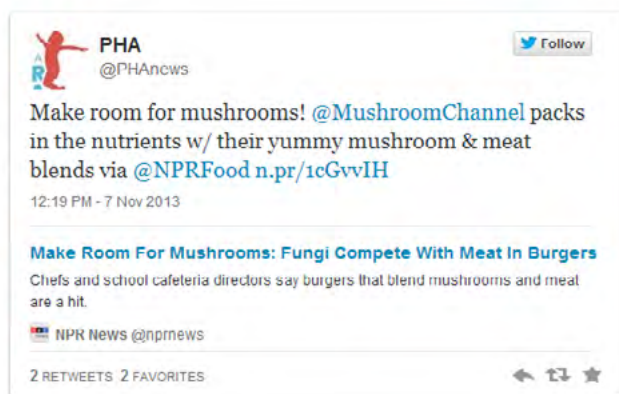 PHA
Follow
@PHAnews
Make room for mushrooms! @MushroomChannel packs
in the nutrients w/ their yummy mushroom & meat
blends via @NPRFood n.pr/1cGvvIH
12:19 PM - 7 Nov 2013
Make Room For Mushrooms: Fungi Compete With Meat In Burgers
Chefs and school cafeteria directors say burgers that blend mushrooms and meat
are a hit.
NPR News @nprnews
2 RETWEETS 2 FAVORITES